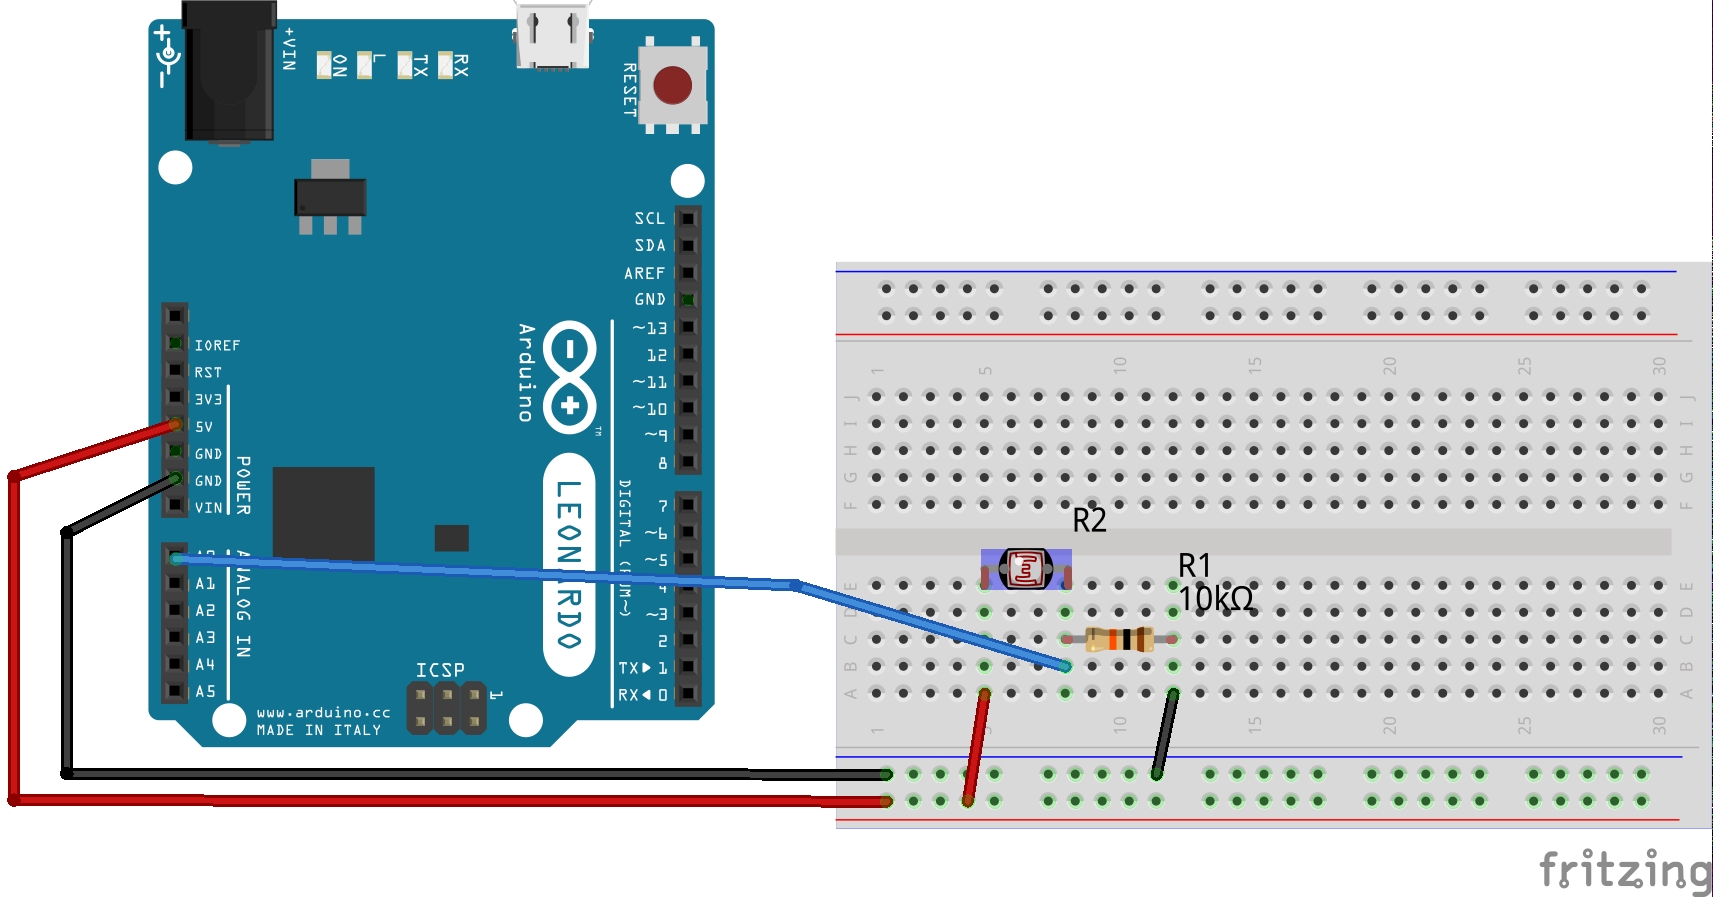 +VIN
ON
L
TX
RX
RESET
SCL
SDA
AREF
GND
~13
12
~11
~10
~9
8
7
~6
~5
4
~3
2
TX▶ 1
RX◀ 0
IOREF
RST
3V3
5V
GND
GND
VIN
POWER
A0
A1
A2
A3
A4
A5
ANALOG IN
Arduino
TM
DIGITAL (PWM~)
ICSP
1
www.arduino.cc
MADE IN ITALY
1 5 10 15 20 25 30
J J
I I
H H
G G
F F
R2
R1
10kΩ
E E
D D
C C
B B
A A
1 5 10 15 20 25 30
fritzing